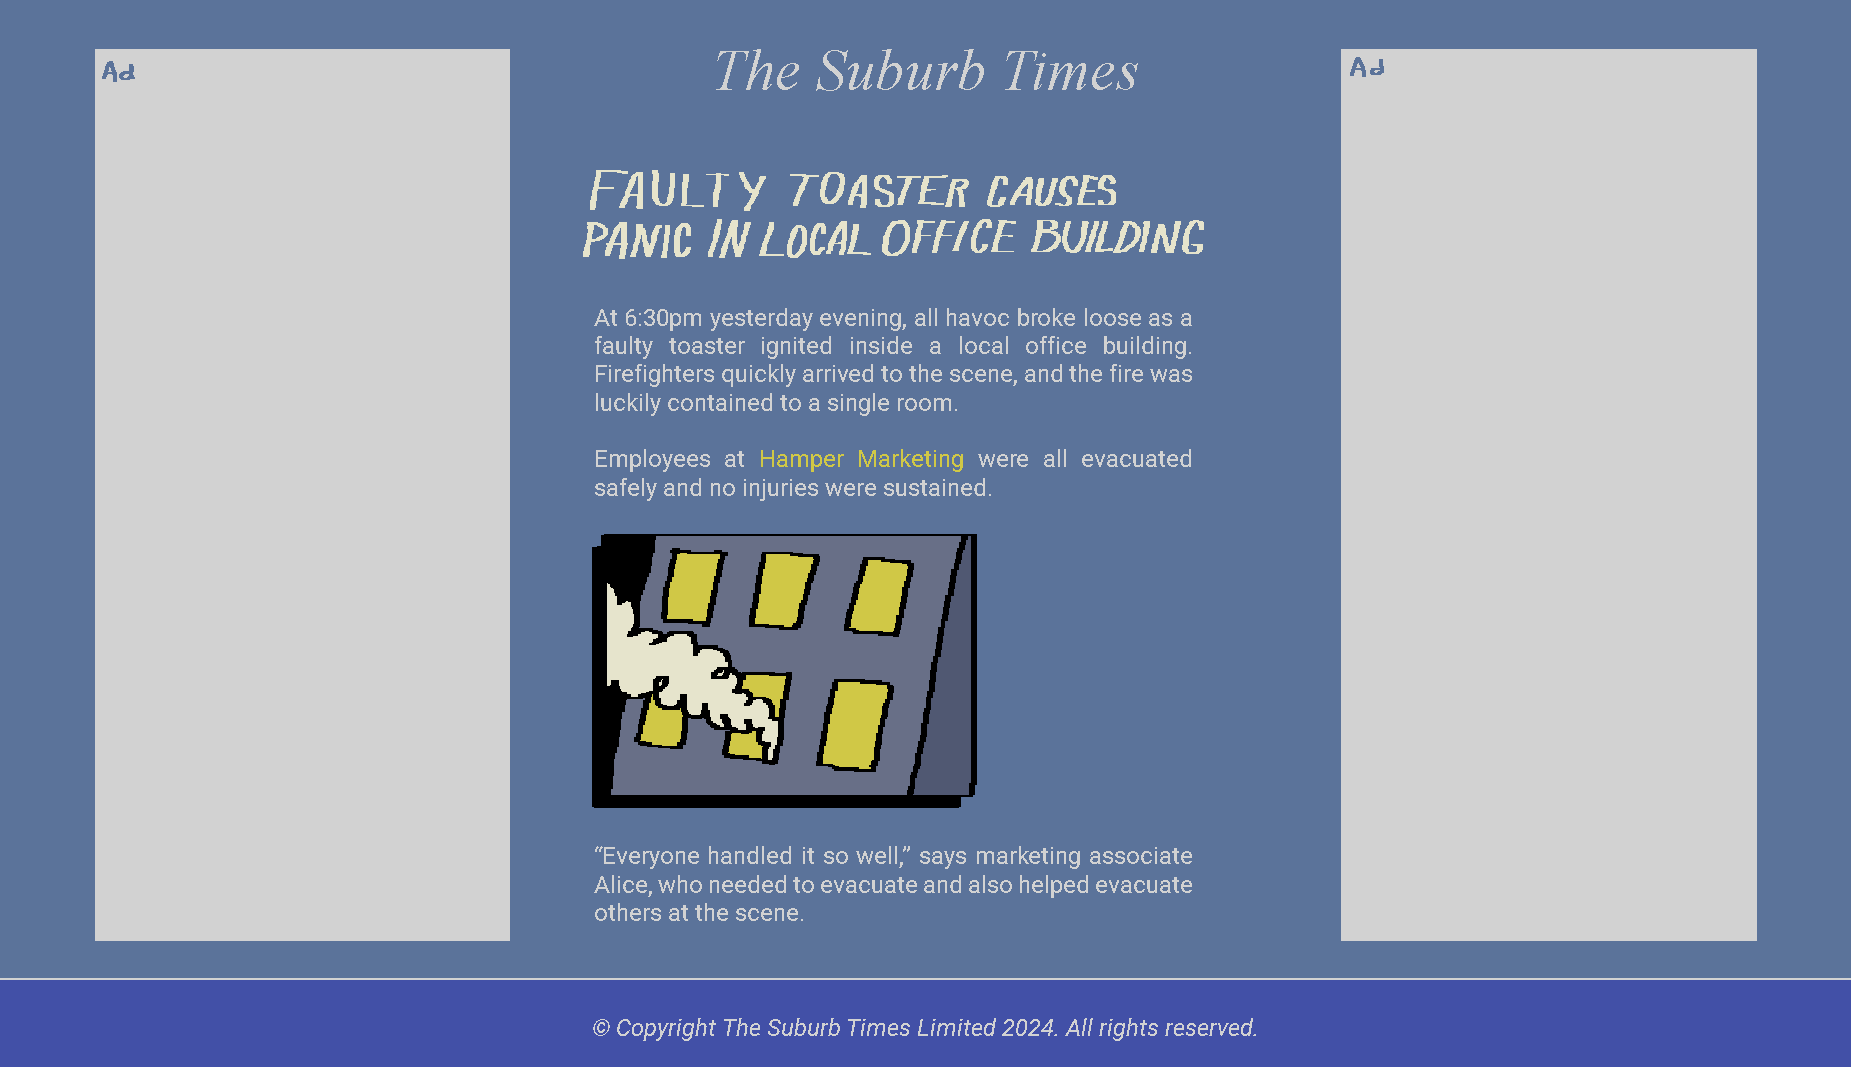 Ad
The Suburb Times
Ad
FAULTY TOASTER CAUSES
PANIC IN LOCAL OFFICE BUILDING
At 6:30pm yesterday evening, all havoc broke loose as a
faulty toaster ignited inside a local office building.
Firefighters quickly arrived to the scene, and the fire was
luckily contained to a single room.
Employees at Hamper Marketing were all evacuated
safely and no injuries were sustained.
“Everyone handled it so well,” says marketing associate
Alice, who needed to evacuate and also helped evacuate
others at the scene.
© Copyright The Suburb Times Limited 2024. All rights reserved.